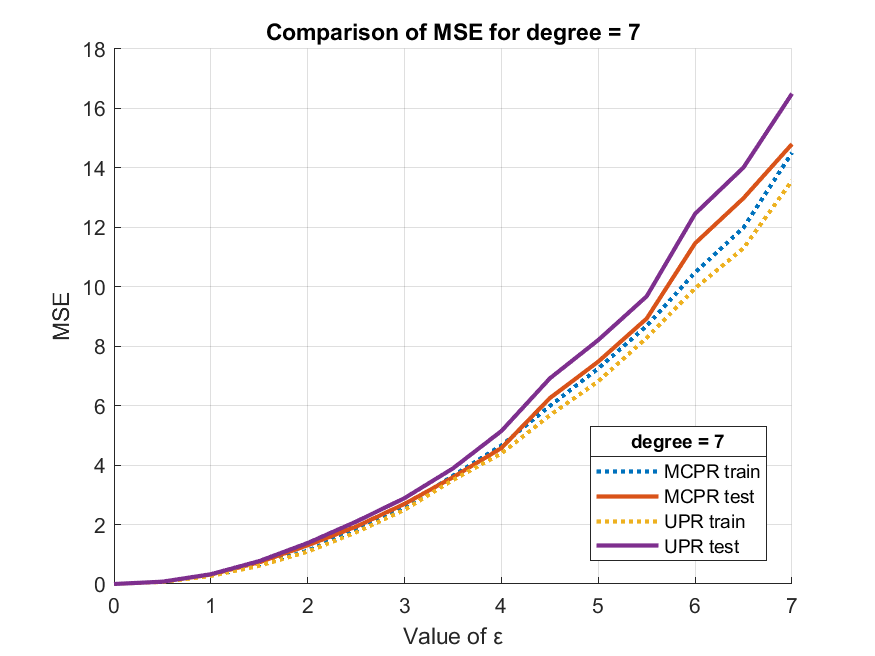 Comparison of MSE for degree = 7
18
16
14
12
10
8
6
4
2
0
MSE
degree = 7
MCPR train
MCPR test
UPR train
UPR test
0 1 2 3 4 5 6 7
Value of ε